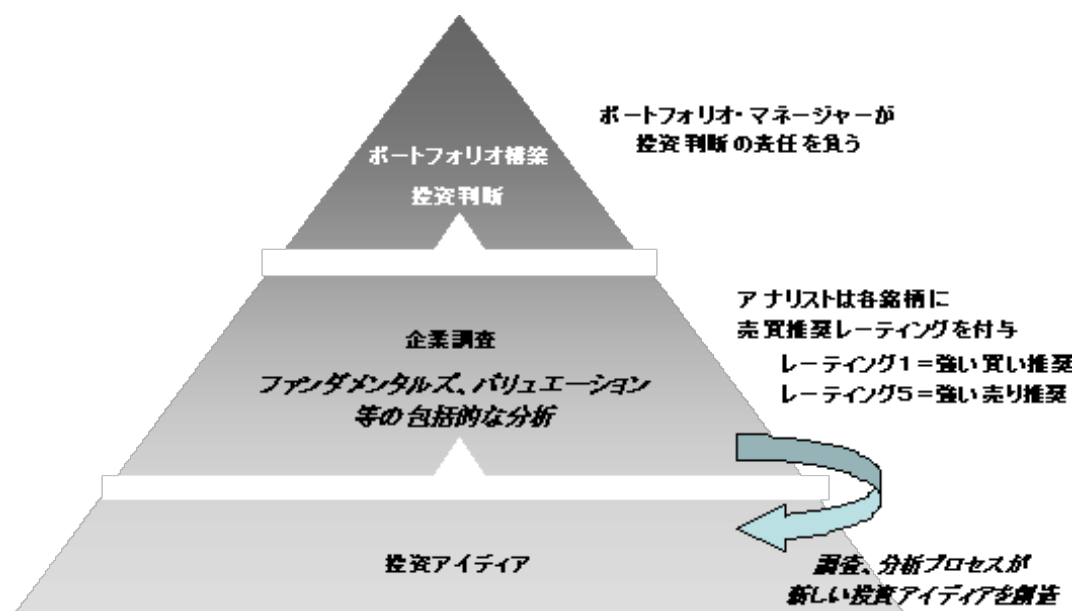 ポートフォリオ・マネージャーが
投資判断の責任を負う
ポートフォリオ構築
投資判断
アナリストは各銘柄に
売買推奨レーティングを付与
レーティング1=強い買い推奨
レーティング5=強い売り推奨
企業調査
ファンダメンタルズ、バリュエーション
等の包括的な分析
投資アイディア
調査、分析プロセスが
新しい投資アイディアを創造